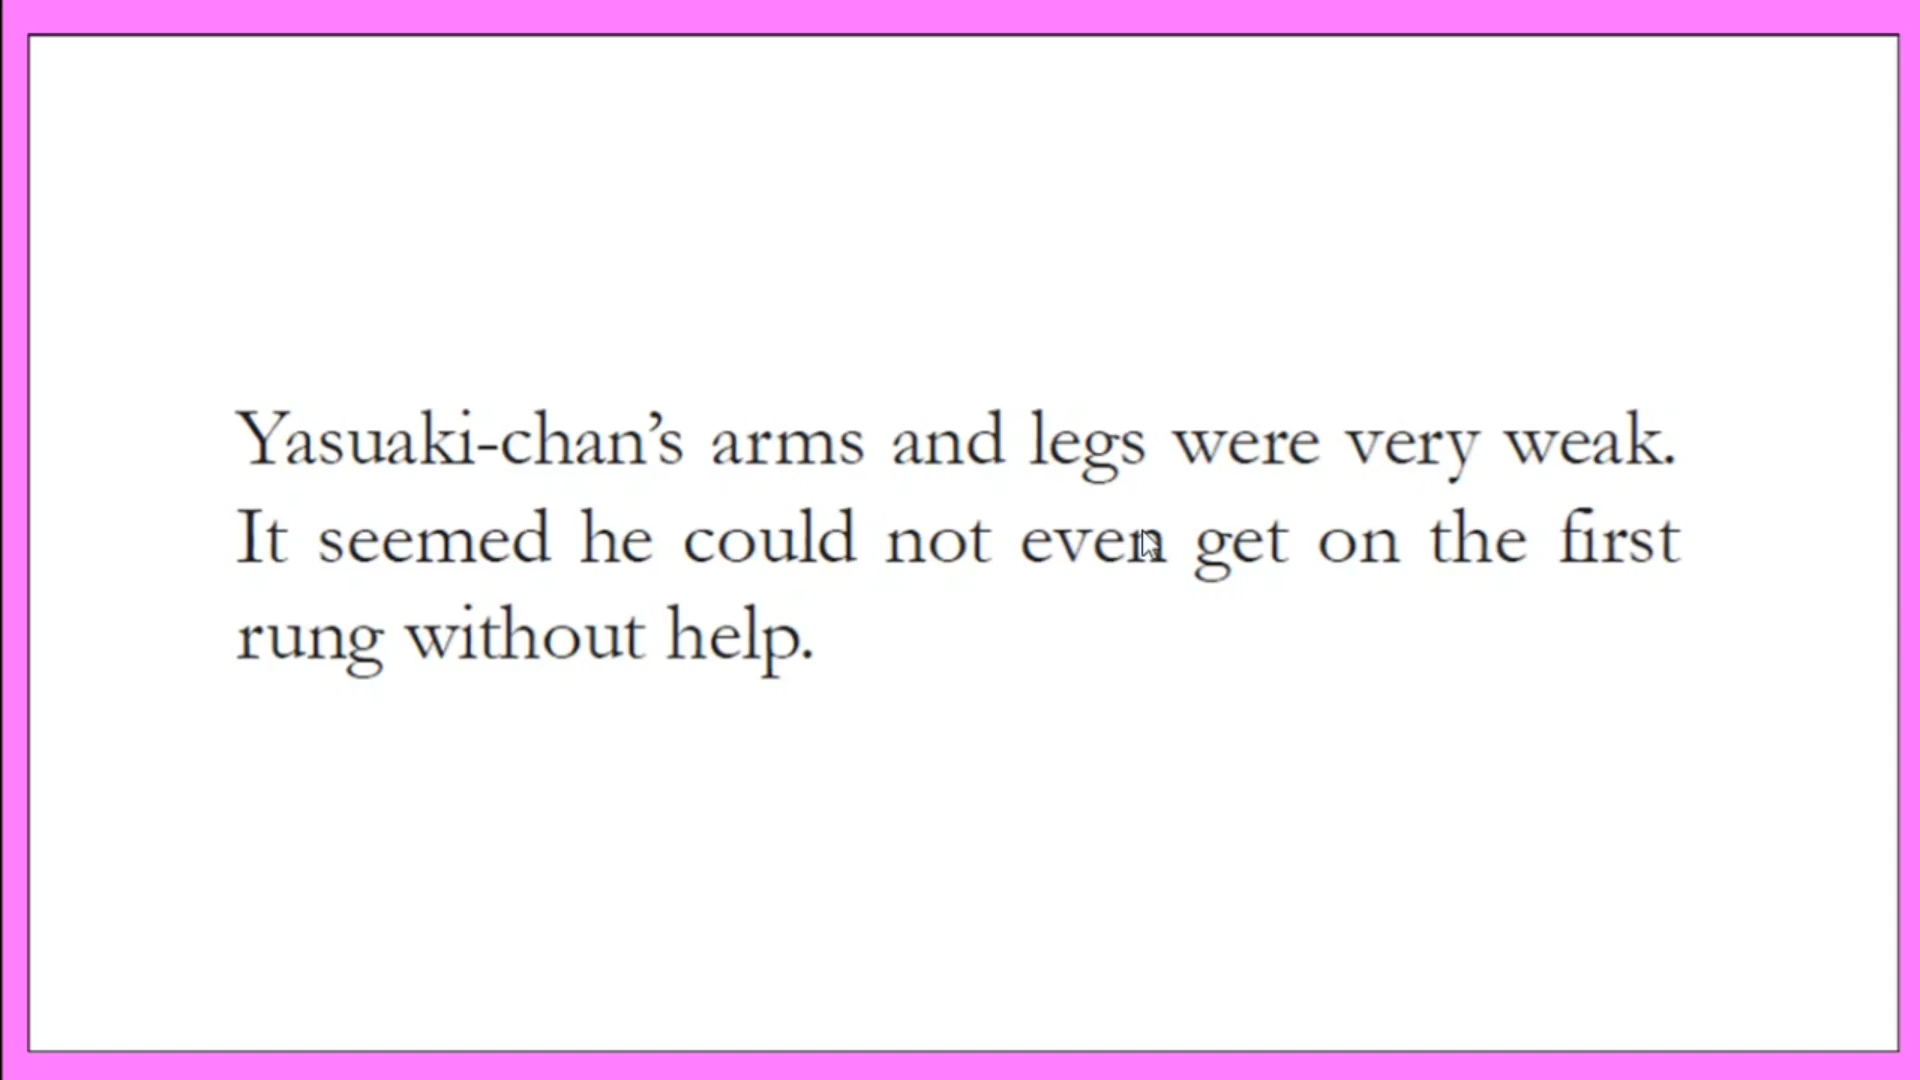 Yasuaki-chan’s arms and legs were very weak.
It seemed he could not even get on the first
rung without help.